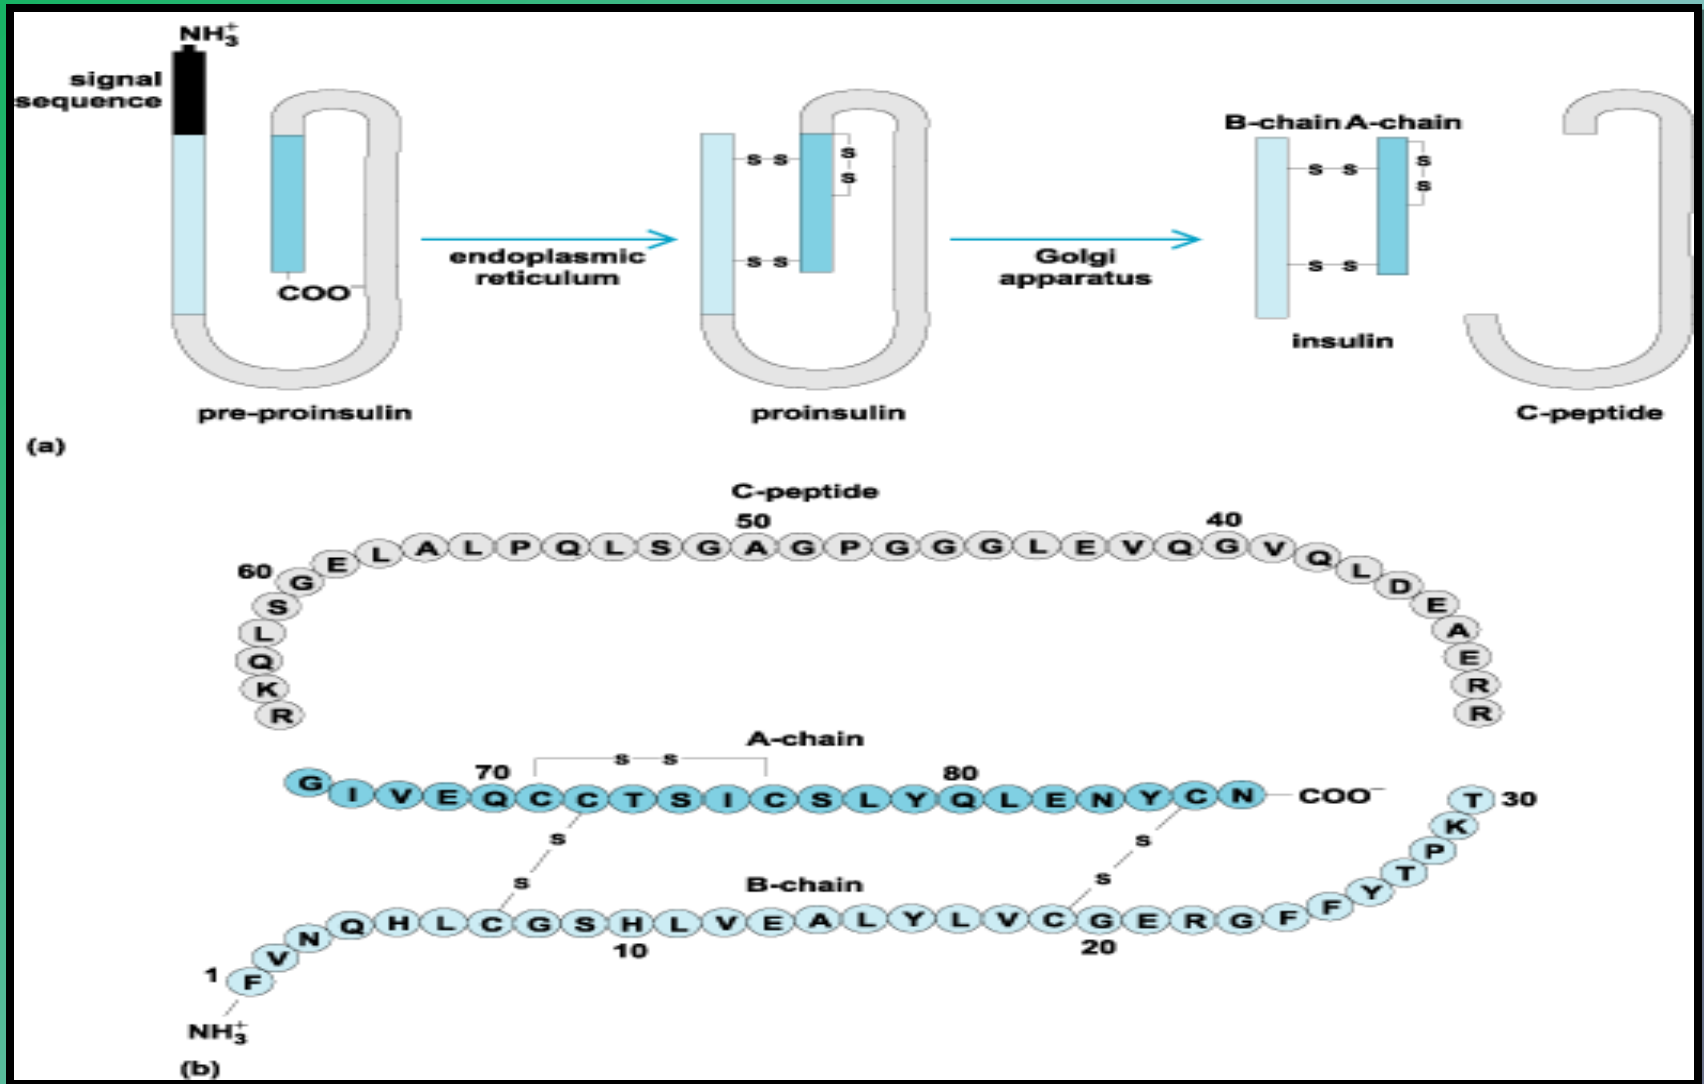 NH3+
signal
sequence
COO−
pre-proinsulin
endoplasmic
reticulum
S S
S
S
S S
proinsulin
Golgi
apparatus
B-chain A-chain
S S
S
S
S S
insulin
C-peptide
(a)
C-peptide
50
40
60
R K Q L S G E L A L P Q L S G A G P G G G L E V Q G V Q L D E A E R R
A-chain
S S
70
80
G I V E Q C C T S I C S L Y Q L E N Y C N COO−
S
S
S
S
B-chain
30
F V N Q H L C G S H L V E A L Y L V C G E R G F F Y T P K T
10
20
1
NH3+
(b)